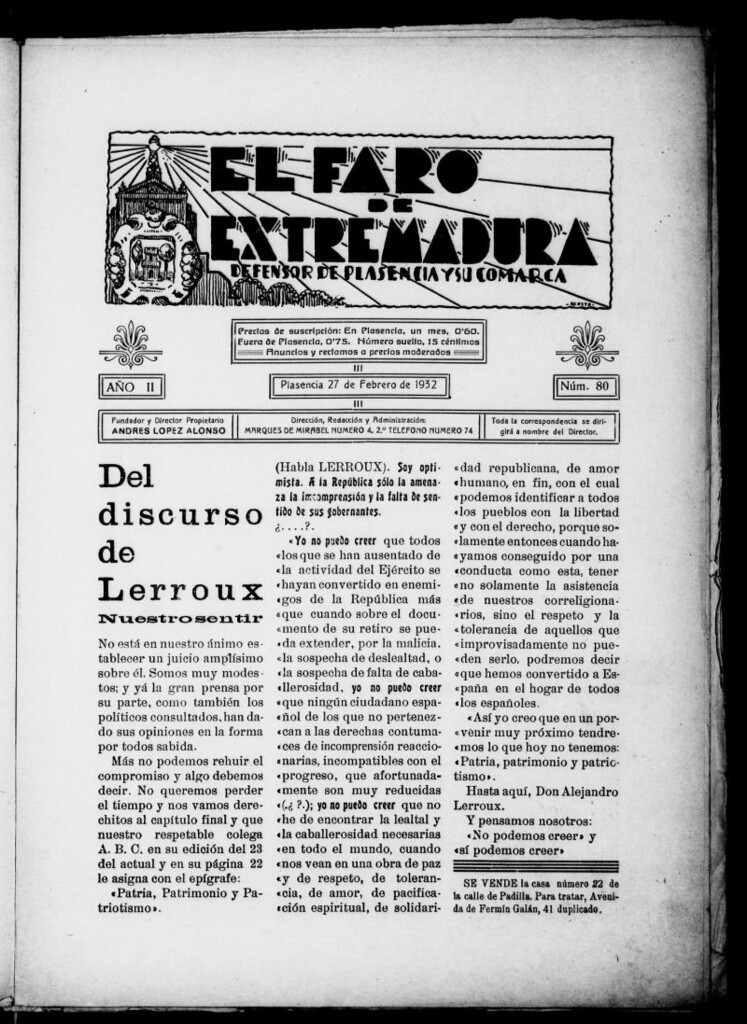 EL FARO
DE
EXTREMADURA
DEFENSOR DE PLASENCIA Y SU COMARCA
Precios de suscripción: En Plasencia, un mes, 0'60.
Fuera de Plasencia, 0'75. Número suelto, 15 céntimos
Anuncios y reclamos a precios moderados
AÑO II
Plasencia 27 de Febrero de 1932
Núm. 80
Fundador y Director Propietario
ANDRES LOPEZ ALONSO
Dirección, Redacción y Administración:
MARQUES DE MIRABEL NUMERO 4, 2.º TELEFONO NUMERO 74
Toda la correspondencia se diri-
girá a nombre del Director.
Del
discurso
de
Lerroux
Nuestro sentir
No está en nuestro ánimo es-
tablecer un juicio amplísimo
sobre él. Somos muy modes-
tos; y yá la gran prensa por
su parte, como también los
políticos consultados, han da-
do sus opiniones en la forma
por todos sabida.
Más no podemos rehuir el
compromiso y algo debemos
decir. No queremos perder
el tiempo y nos vamos dere-
chitos al capítulo final y que
nuestro respetable colega
A. B. C. en su edición del 23
del actual y en su página 22
le asigna con el epígrafe:
«Patria, Patrimonio y Pa-
triotismo».
(Habla LERROUX). Soy opti-
mista. A la República sólo la amena-
za la incomprensión y la falta de sen-
tido de sus gobernantes.
¿....?.
«Yo no puedo creer que todos
«los que se han ausentado de
«la actividad del Ejército se
«hayan convertido en enemi-
«gos de la República más
«que cuando sobre el docu-
«mento de su retiro se pue-
«da extender, por la malicia,
«la sospecha de deslealtad, o
«la sospecha de falta de caba-
«llerosidad, yo no puedo creer
«que ningún ciudadano espa-
«ñol de los que no pertenez-
«can a las derechas contuma-
«ces de incomprensión reaccio-
«narias, incompatibles con el
«progreso, que afortunada-
«mente son muy reducidas
«(.¿ ?.); yo no puedo creer que no
«he de encontrar la lealtal y
«la caballerosidad necesarias
«en todo el mundo, cuando
«nos vean en una obra de paz
«y de respeto, de toleran-
«cia, de amor, de pacifica-
«ción espiritual, de solidari-
«dad republicana, de amor
«humano, en fin, con el cual
«podemos identificar a todos
«los pueblos con la libertad
«y con el derecho, porque so-
«lamente entonces cuando ha-
«yamos conseguido por una
«conducta como esta, tener
«no solamente la asistencia
«de nuestros correligiona-
«rios, sino el respeto y la
«tolerancia de aquellos que
«improvisadamente no pue-
«den serlo, podremos decir
«que hemos convertido a Es-
«paña en el hogar de todos
«los españoles.
«Así yo creo que en un por-
«venir muy próximo tendre-
«mos lo que hoy no tenemos:
«Patria, patrimonio y patrio-
«tismo».
Hasta aquí, Don Alejandro
Lerroux.
Y pensamos nosotros:
«No podemos creer» y
«sí podemos creer»
SE VENDE la casa número 22 de
la calle de Padilla. Para tratar, Aveni-
da de Fermín Galán, 41 duplicado.